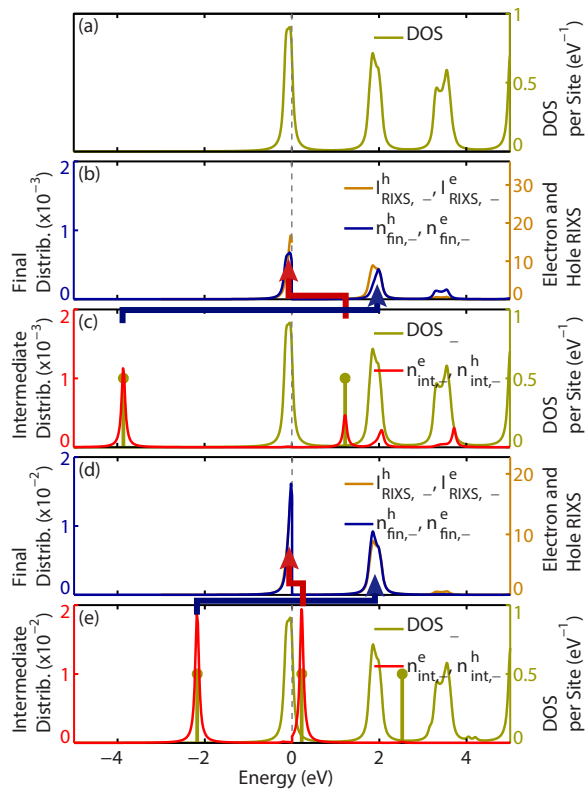 (a)
DOS
1
0.5
0
DOS
per Site (eV⁻¹)
(b)
2
1
0
Final
Distrib. (x10⁻³)
I^h_RIXS, −, I^e_RIXS, −
n^h_fin,−, n^e_fin,−
30
20
10
0
Electron and
Hole RIXS
(c)
2
1
0
Intermediate
Distrib. (x10⁻³)
DOS_−
n^e_int,−, n^h_int,−
1
0.5
0
DOS
per Site (eV⁻¹)
(d)
2
1
0
Final
Distrib. (x10⁻²)
I^h_RIXS, −, I^e_RIXS, −
n^h_fin,−, n^e_fin,−
20
10
0
Electron and
Hole RIXS
(e)
2
1
0
Intermediate
Distrib. (x10⁻²)
DOS_−
n^e_int,−, n^h_int,−
1
0.5
0
DOS
per Site (eV⁻¹)
−4 −2 0 2 4
Energy (eV)